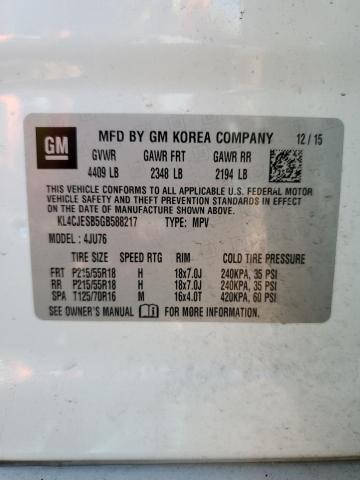 GM
MFD BY GM KOREA COMPANY 12/15
GVWR GAWR FRT GAWR RR
4409 LB 2348 LB 2194 LB
THIS VEHICLE CONFORMS TO ALL APPLICABLE U.S. FEDERAL MOTOR
VEHICLE SAFETY, BUMPER, AND THEFT PREVENTION STANDARDS IN
EFFECT ON THE DATE OF MANUFACTURE SHOWN ABOVE.
KL4CJESB5GB588217 TYPE: MPV
MODEL: 4JU76
TIRE SIZE SPEED RTG RIM COLD TIRE PRESSURE
FRT P215/55R18 H 18x7.0J 240KPA, 35 PSI
RR P215/55R18 H 18x7.0J 240KPA, 35 PSI
SPA T125/70R16 M 16x4.0T 420KPA, 60 PSI
SEE OWNER'S MANUAL FOR MORE INFORMATION